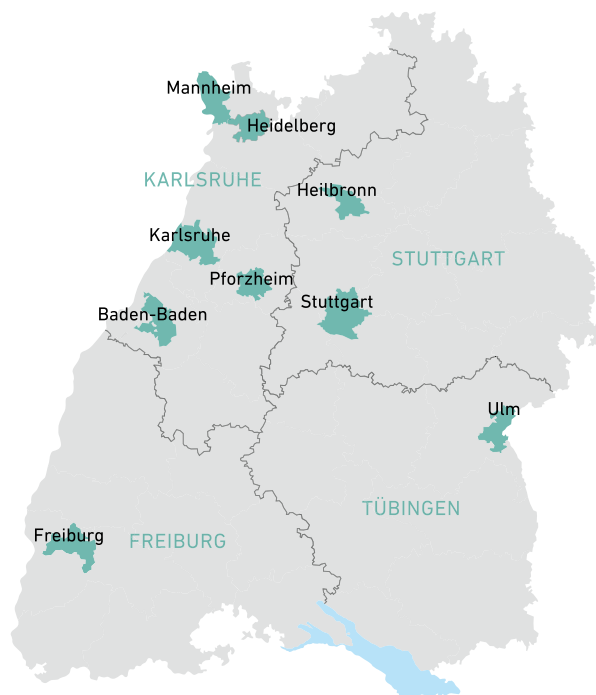 Mannheim
Heidelberg
KARLSRUHE
Heilbronn
Karlsruhe
STUTTGART
Pforzheim
Stuttgart
Baden-Baden
Ulm
TÜBINGEN
Freiburg
FREIBURG